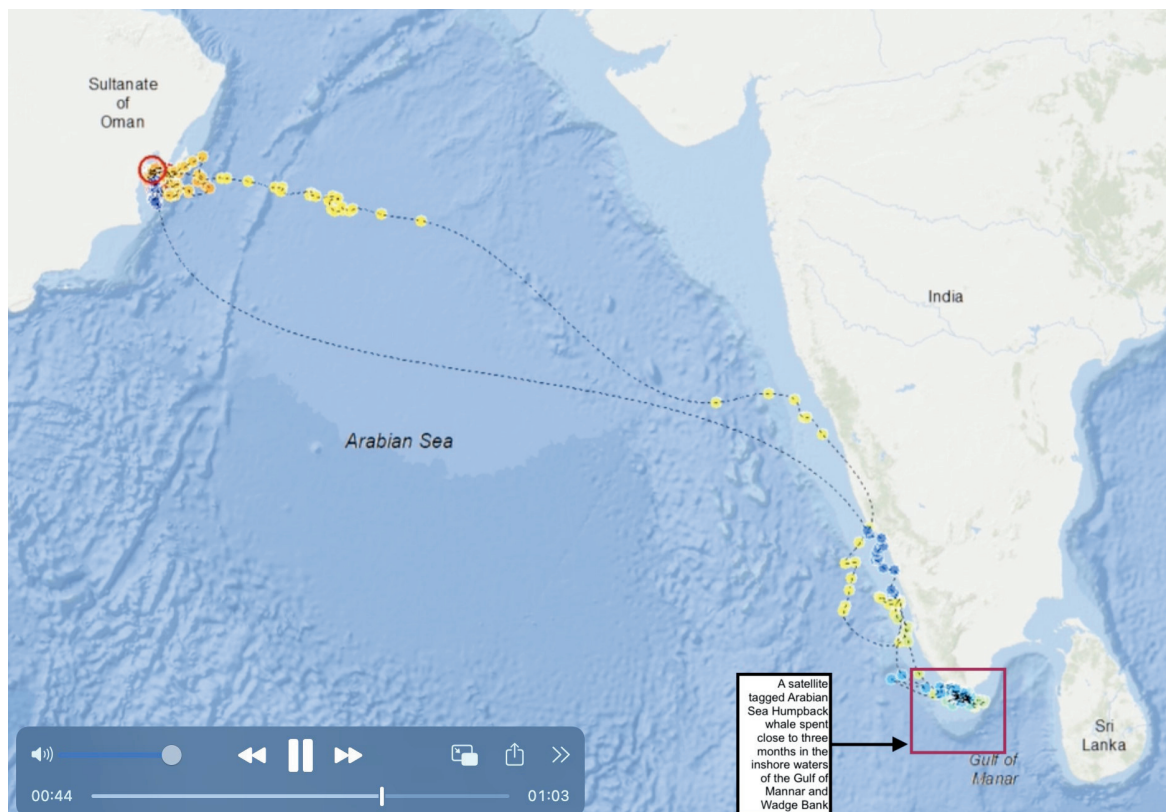 Sultanate
of
Oman
India
Arabian Sea
A satellite
tagged Arabian
Sea Humpback
whale spent
close to three
months in the
inshore waters
of the Gulf of
Mannar and
Wadge Bank
Sri
Lanka
Gulf of
Manar
00:44
01:03